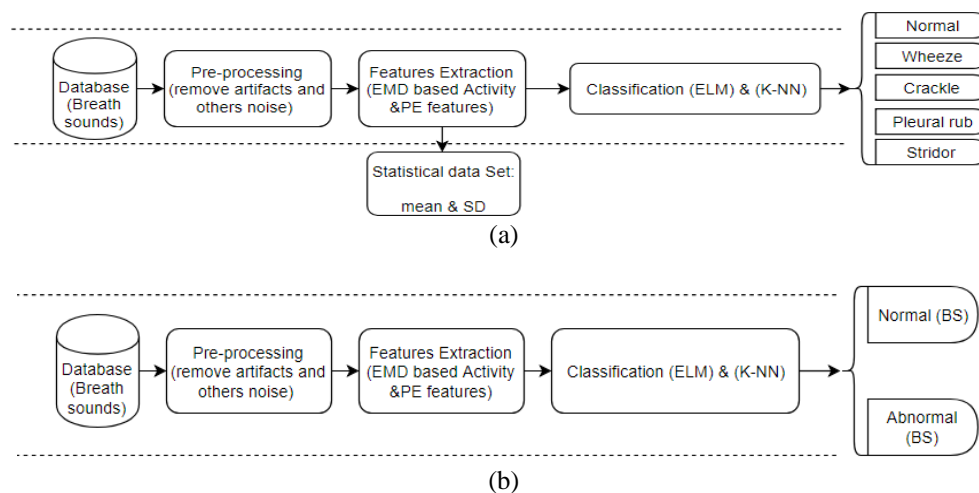 Database
(Breath
sounds)
Pre-processing
(remove artifacts and
others noise)
Features Extraction
(EMD based Activity
&PE features)
Statistical data Set:
mean & SD
Classification (ELM) & (K-NN)
Normal
Wheeze
Crackle
Pleural rub
Stridor
(a)
Database
(Breath
sounds)
Pre-processing
(remove artifacts and
others noise)
Features Extraction
(EMD based Activity
&PE features)
Classification (ELM) & (K-NN)
Normal (BS)
Abnormal
(BS)
(b)